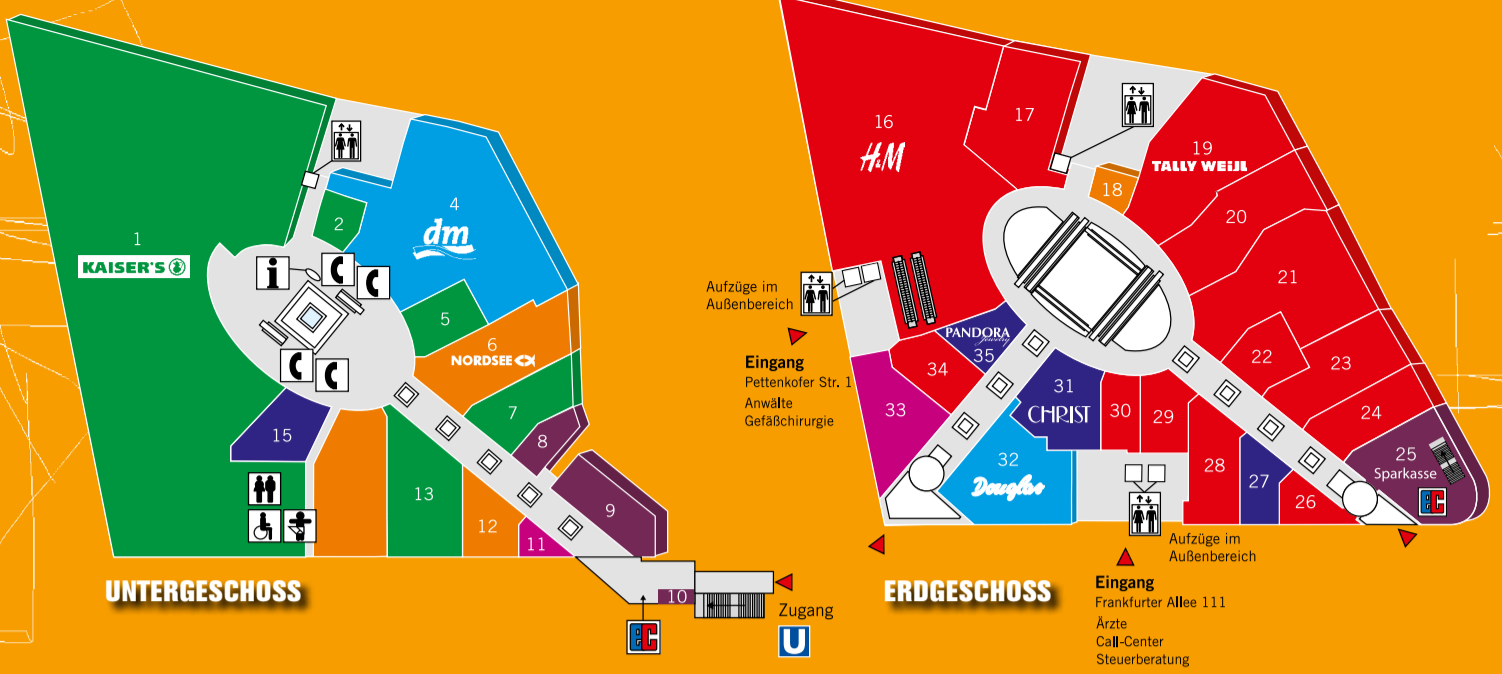 1
KAISER'S
2
4
dm
i
5
6
NORDSEE
7
8
9
15
13
12
11
10
UNTERGESCHOSS
EC
Zugang
U
16
H&M
17
18
19
TALLY WEiJL
20
21
22
23
24
25
Sparkasse
EC
Aufzüge im
Außenbereich
Eingang
Pettenkofer Str. 1
Anwälte
Gefäßchirurgie
PANDORA
Jewelry
35
34
33
31
CHRIST
30
29
32
Douglas
28
27
26
ERDGESCHOSS
Aufzüge im
Außenbereich
Eingang
Frankfurter Allee 111
Ärzte
Call-Center
Steuerberatung